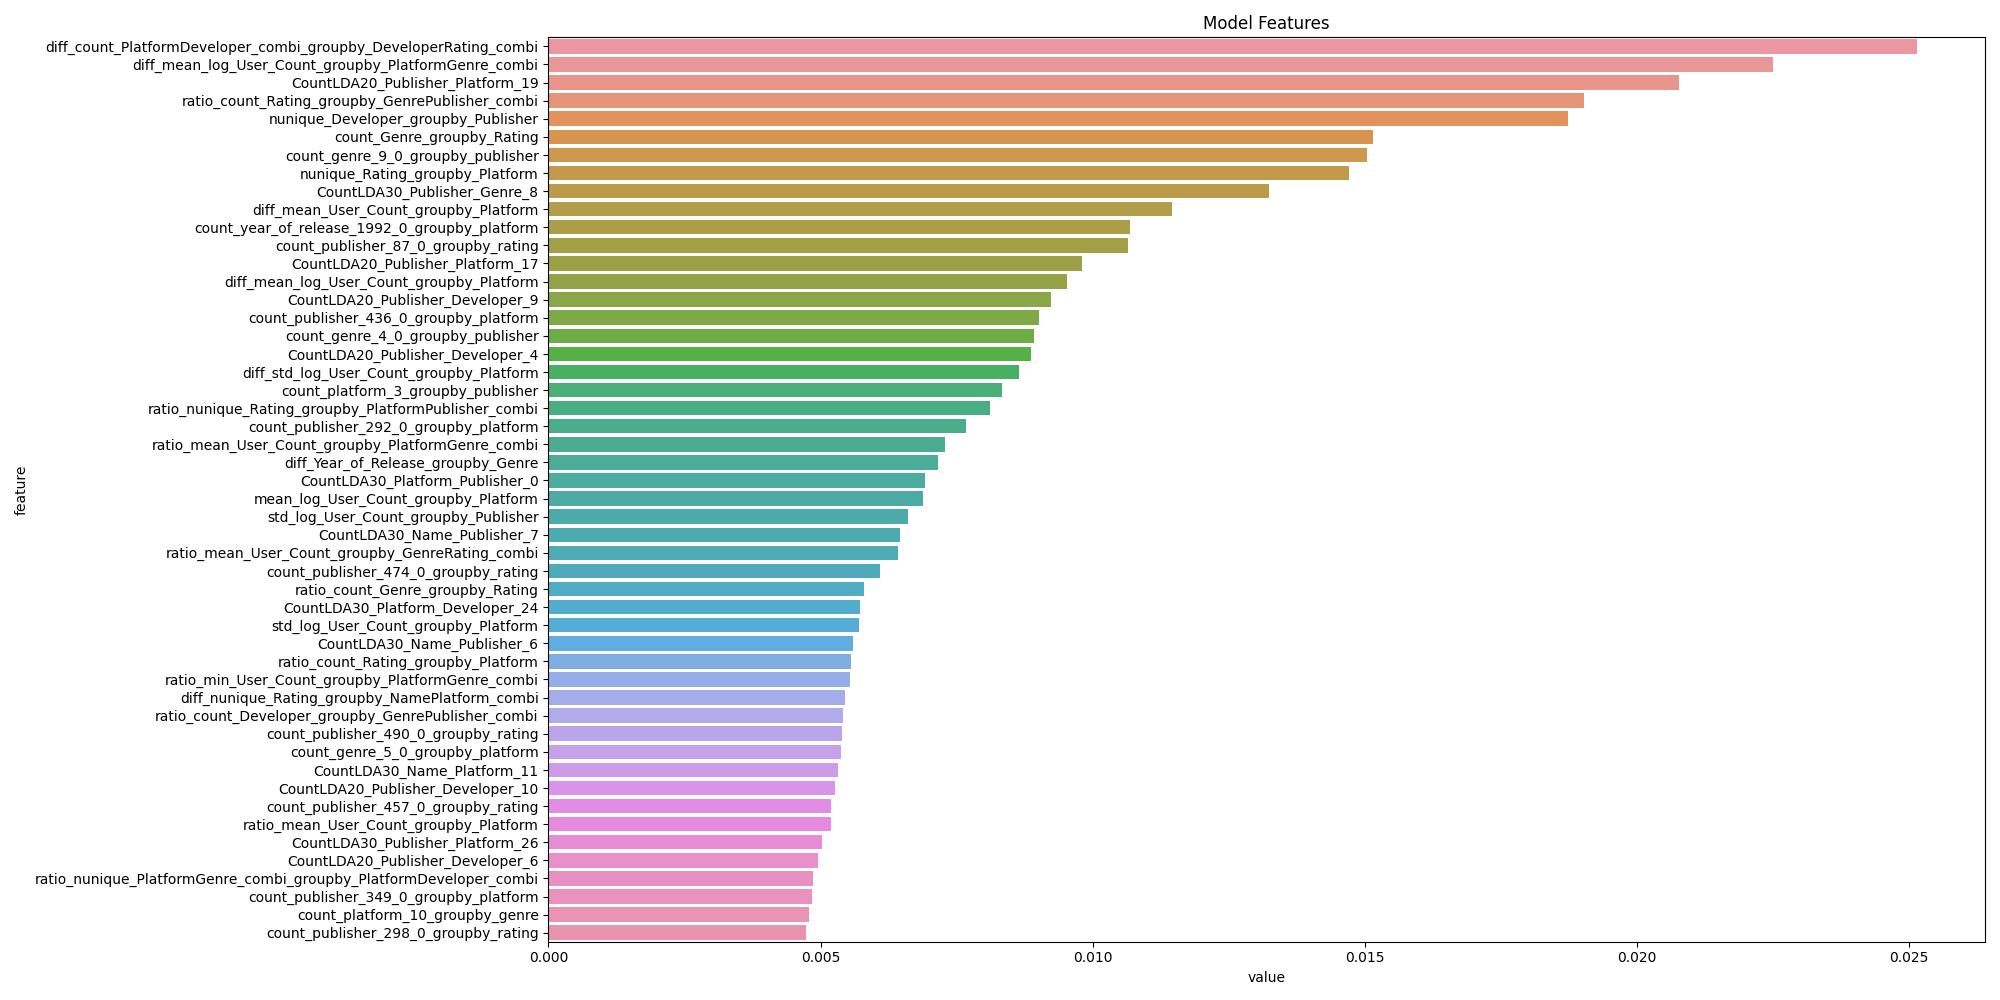 Model Features
diff_count_PlatformDeveloper_combi_groupby_DeveloperRating_combi
diff_mean_log_User_Count_groupby_PlatformGenre_combi
CountLDA20_Publisher_Platform_19
ratio_count_Rating_groupby_GenrePublisher_combi
nunique_Developer_groupby_Publisher
count_Genre_groupby_Rating
count_genre_9_0_groupby_publisher
nunique_Rating_groupby_Platform
CountLDA30_Publisher_Genre_8
diff_mean_User_Count_groupby_Platform
count_year_of_release_1992_0_groupby_platform
count_publisher_87_0_groupby_rating
CountLDA20_Publisher_Platform_17
diff_mean_log_User_Count_groupby_Platform
CountLDA20_Publisher_Developer_9
count_publisher_436_0_groupby_platform
count_genre_4_0_groupby_publisher
CountLDA20_Publisher_Developer_4
diff_std_log_User_Count_groupby_Platform
count_platform_3_groupby_publisher
ratio_nunique_Rating_groupby_PlatformPublisher_combi
count_publisher_292_0_groupby_platform
ratio_mean_User_Count_groupby_PlatformGenre_combi
diff_Year_of_Release_groupby_Genre
CountLDA30_Platform_Publisher_0
mean_log_User_Count_groupby_Platform
std_log_User_Count_groupby_Publisher
CountLDA30_Name_Publisher_7
ratio_mean_User_Count_groupby_GenreRating_combi
count_publisher_474_0_groupby_rating
ratio_count_Genre_groupby_Rating
CountLDA30_Platform_Developer_24
std_log_User_Count_groupby_Platform
CountLDA30_Name_Publisher_6
ratio_count_Rating_groupby_Platform
ratio_min_User_Count_groupby_PlatformGenre_combi
diff_nunique_Rating_groupby_NamePlatform_combi
ratio_count_Developer_groupby_GenrePublisher_combi
count_publisher_490_0_groupby_rating
count_genre_5_0_groupby_platform
CountLDA30_Name_Platform_11
CountLDA20_Publisher_Developer_10
count_publisher_457_0_groupby_rating
ratio_mean_User_Count_groupby_Platform
CountLDA30_Publisher_Platform_26
CountLDA20_Publisher_Developer_6
ratio_nunique_PlatformGenre_combi_groupby_PlatformDeveloper_combi
count_publisher_349_0_groupby_platform
count_platform_10_groupby_genre
count_publisher_298_0_groupby_rating
feature
0.000 0.005 0.010 0.015 0.020 0.025
value